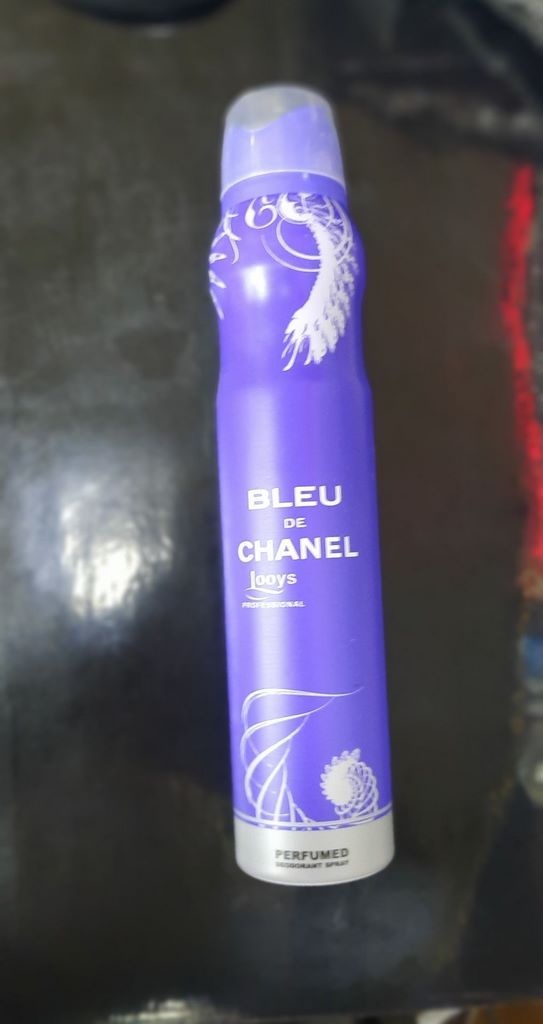 BLEU
DE
CHANEL
Looys
PROFESSIONAL
PERFUMED
DEODORANT SPRAY